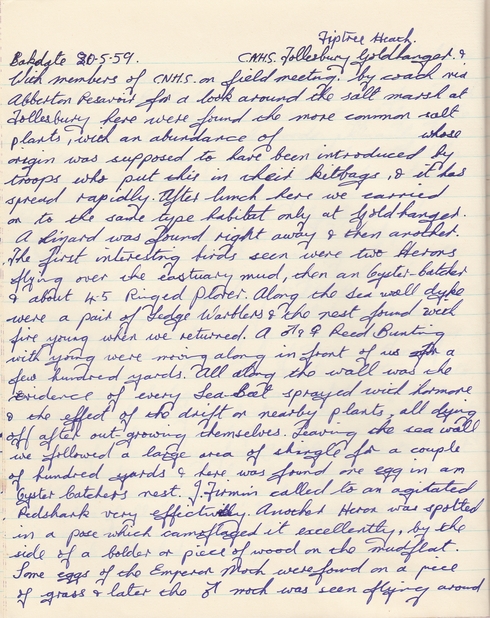 Tiptree Heath.
Oakdate 20-5-59. CNHS. Tollesbury Goldhanger. &
With members of CNHS. on field meeting. by coach via
Abberton Resavoir for a look around the salt marsh at
Tollesbury here were found the more common salt
plants, with an abundance of whose
origin was supposed to have been introduced by
troops who put this in their kitbags, & it has
spread rapidly. After lunch here we carried
on to the same type habitat only at Goldhanger.
A Lizard was found right away & then another.
The first interesting birds seen were two Herons
flying over the eastuary mud, then an Oyster-catcher
& about 4-5 Ringed Plover. Along the sea wall dyke
were a pair of Sedge Warblers & the nest found with
five young when we returned. A ♂ & ♀ Reed Bunting
with young were moving along in front of us for a
few hundred yards. All along the wall was the
evidence of every Sea-Beet sprayed with hormone
& the effect of the drift on nearby plants, all dying
off after out-growing themselves. Leaving the sea wall
we followed a large area of shingle for a couple
of hundred yards & here was found one egg in an
Oyster Catchers nest. J. Firmin called to an agitated
Redshank very effectively. Another Heron was spotted
in a pose which camoflaged it excellently, by the
side of a bolder or piece of wood on the mudflat.
Some eggs of the Emperor Moth were found on a piece
of grass & later the ♂ moth was seen flying around